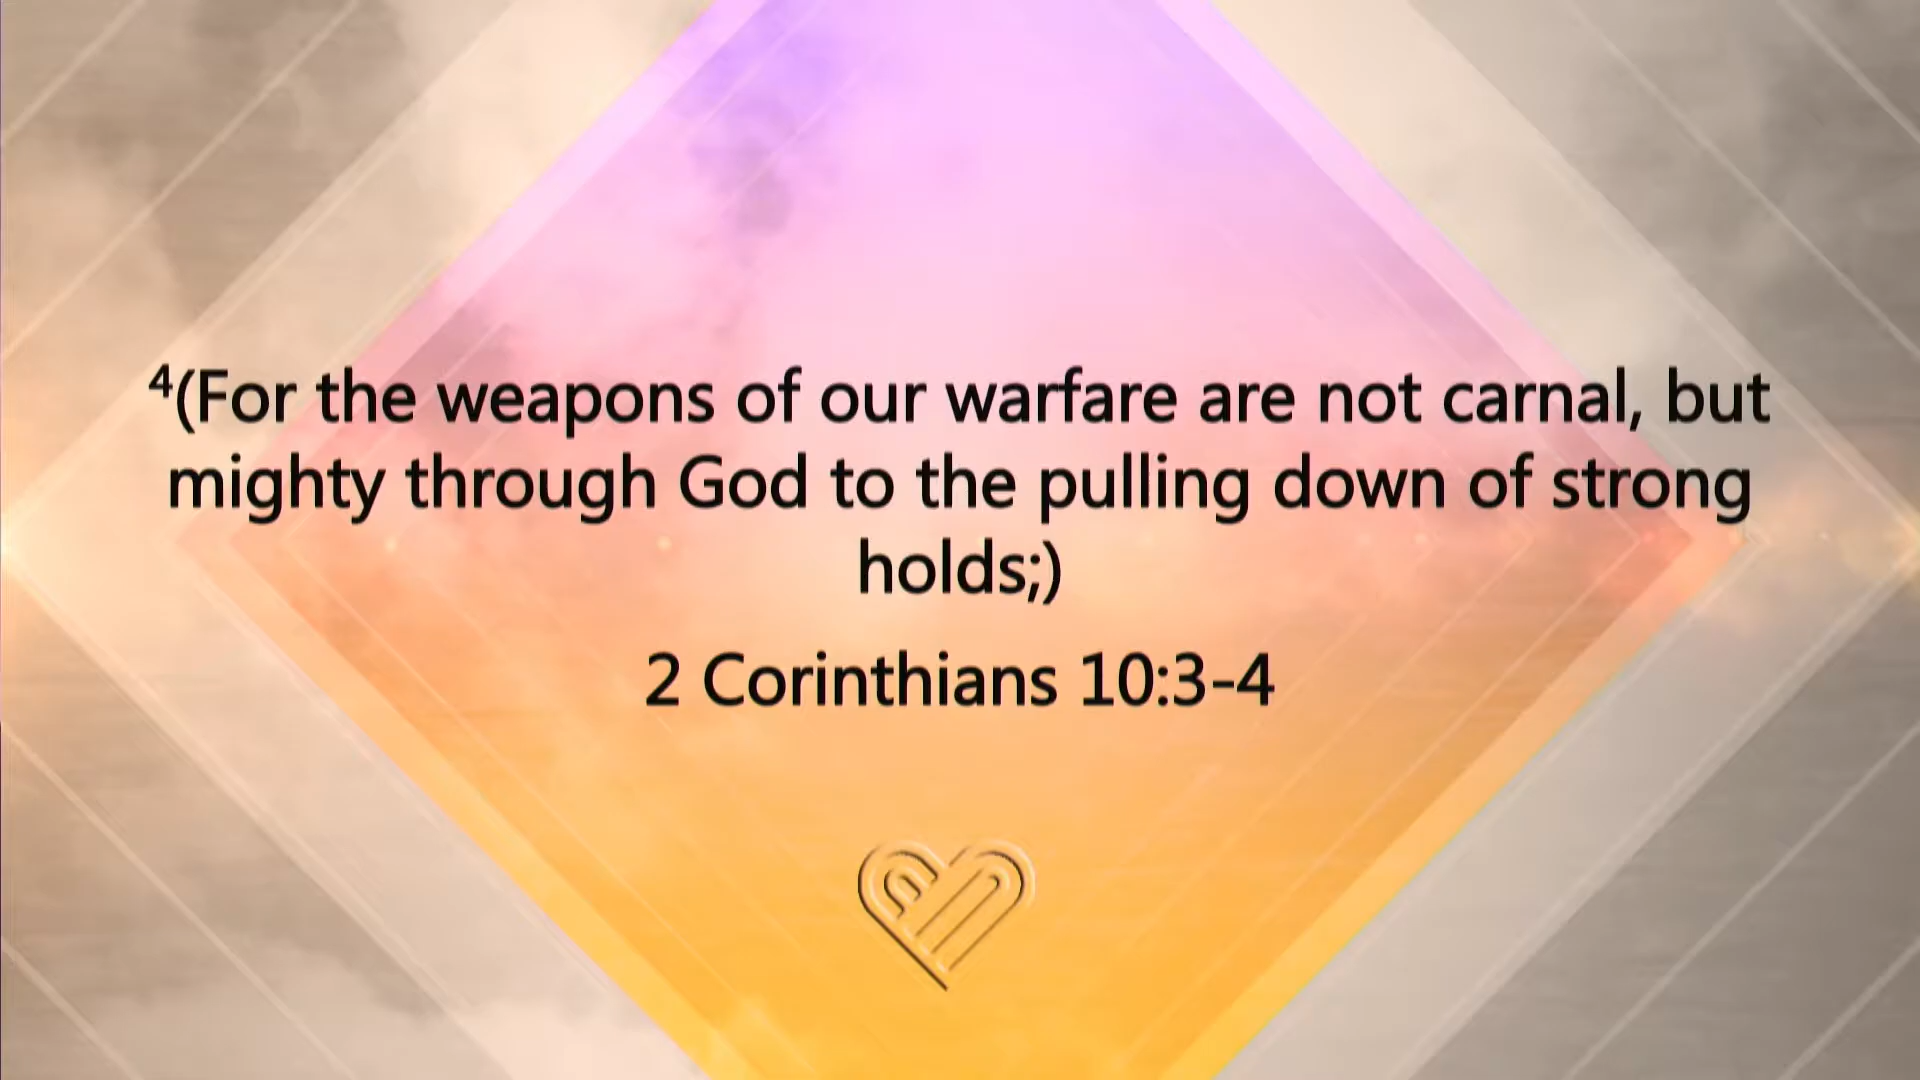 ⁴(For the weapons of our warfare are not carnal, but
mighty through God to the pulling down of strong
holds;)
2 Corinthians 10:3-4